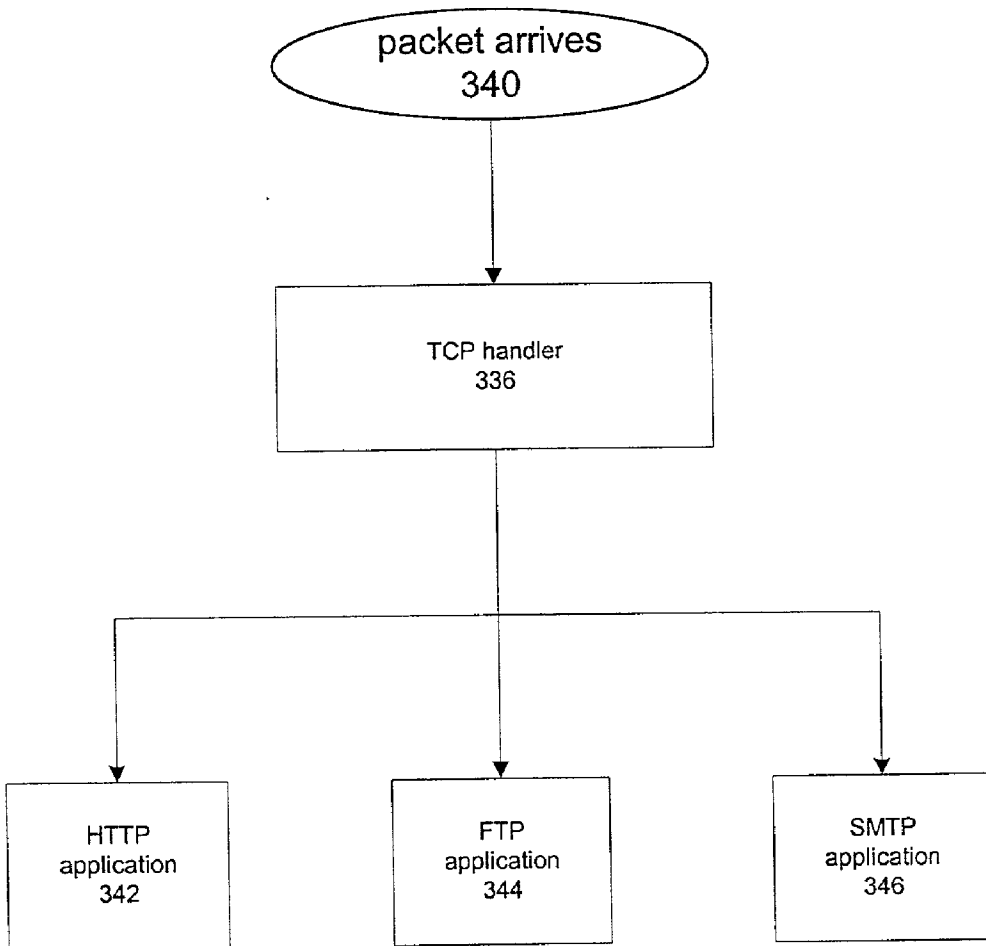 packet arrives
340
TCP handler
336
HTTP
application
342
FTP
application
344
SMTP
application
346